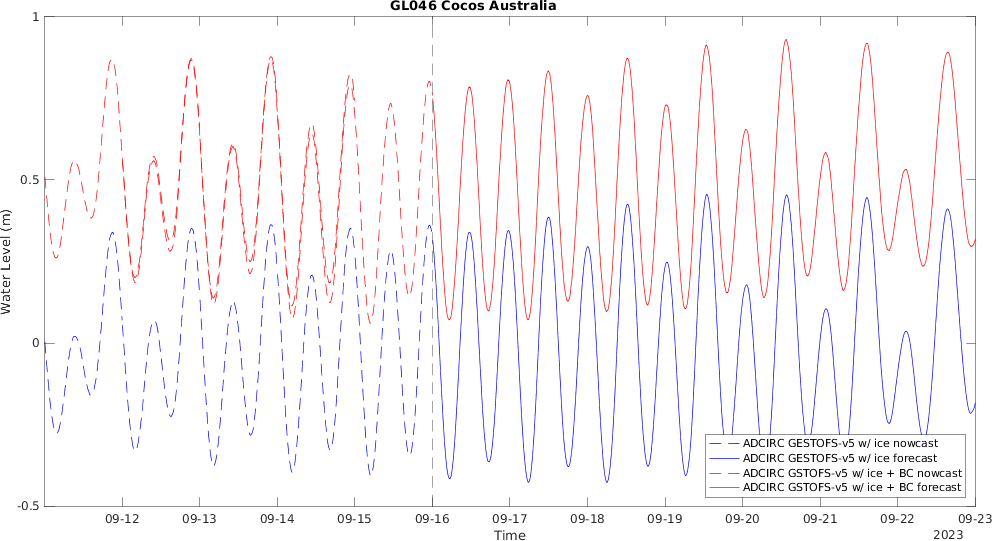 GL046 Cocos Australia
1
0.5
0
-0.5
Water Level (m)
09-12 09-13 09-14 09-15 09-16 09-17 09-18 09-19 09-20 09-21 09-22 09-23
Time
2023
ADCIRC GESTOFS-v5 w/ ice nowcast
ADCIRC GESTOFS-v5 w/ ice forecast
ADCIRC GSTOFS-v5 w/ ice + BC nowcast
ADCIRC GSTOFS-v5 w/ ice + BC forecast